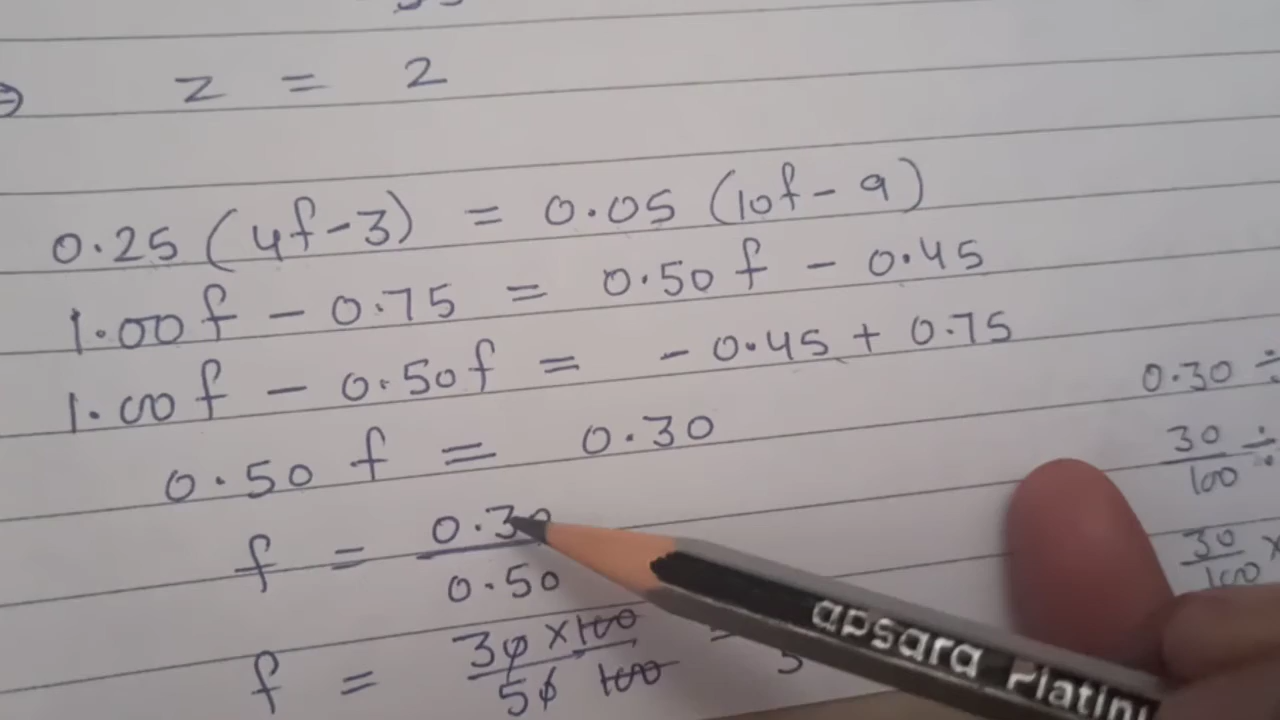 z = 2
0.25 (4f-3) = 0.05 (10f - 9)
1.00f - 0.75 = 0.50f - 0.45
1.00f - 0.50f = - 0.45 + 0.75
0.50 f = 0.30
f = 0.30 / 0.50
f = 30 x 100 / 50 100 = 5
0.30 ÷
30/100 ÷
30/100 x
apsara Platin